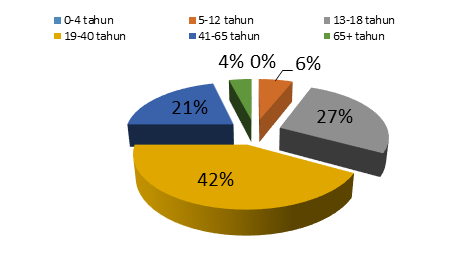 0-4 tahun 5-12 tahun 13-18 tahun
19-40 tahun 41-65 tahun 65+ tahun
4% 0% 6%
21% 27%
42%